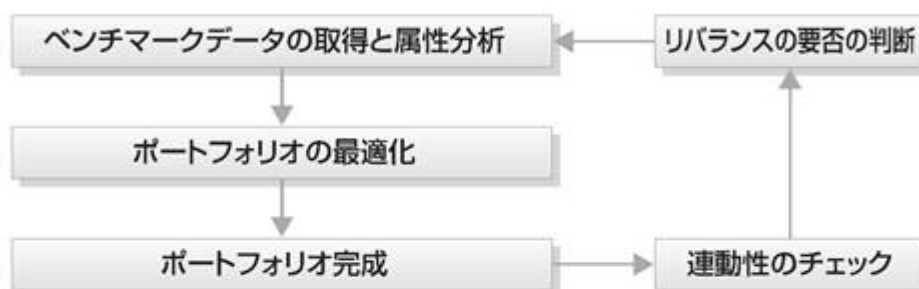 ベンチマークデータの取得と属性分析
リバランスの要否の判断
ポートフォリオの最適化
ポートフォリオ完成
連動性のチェック